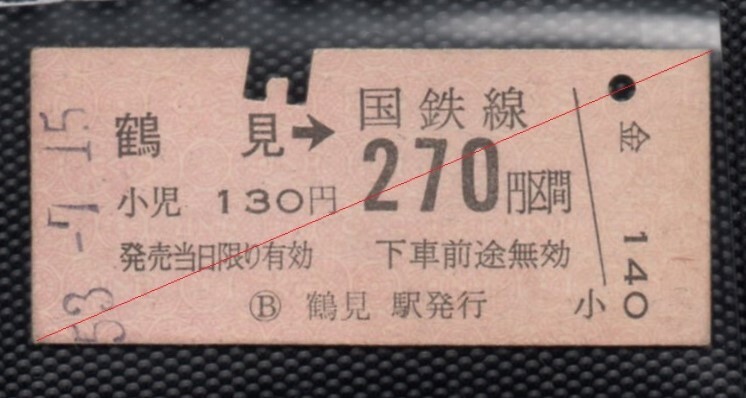 鶴見→国鉄線
小児 130円 270円区間
発売当日限り有効 下車前途無効
Ⓑ 鶴見 駅発行
小
金
140
53.-7.15